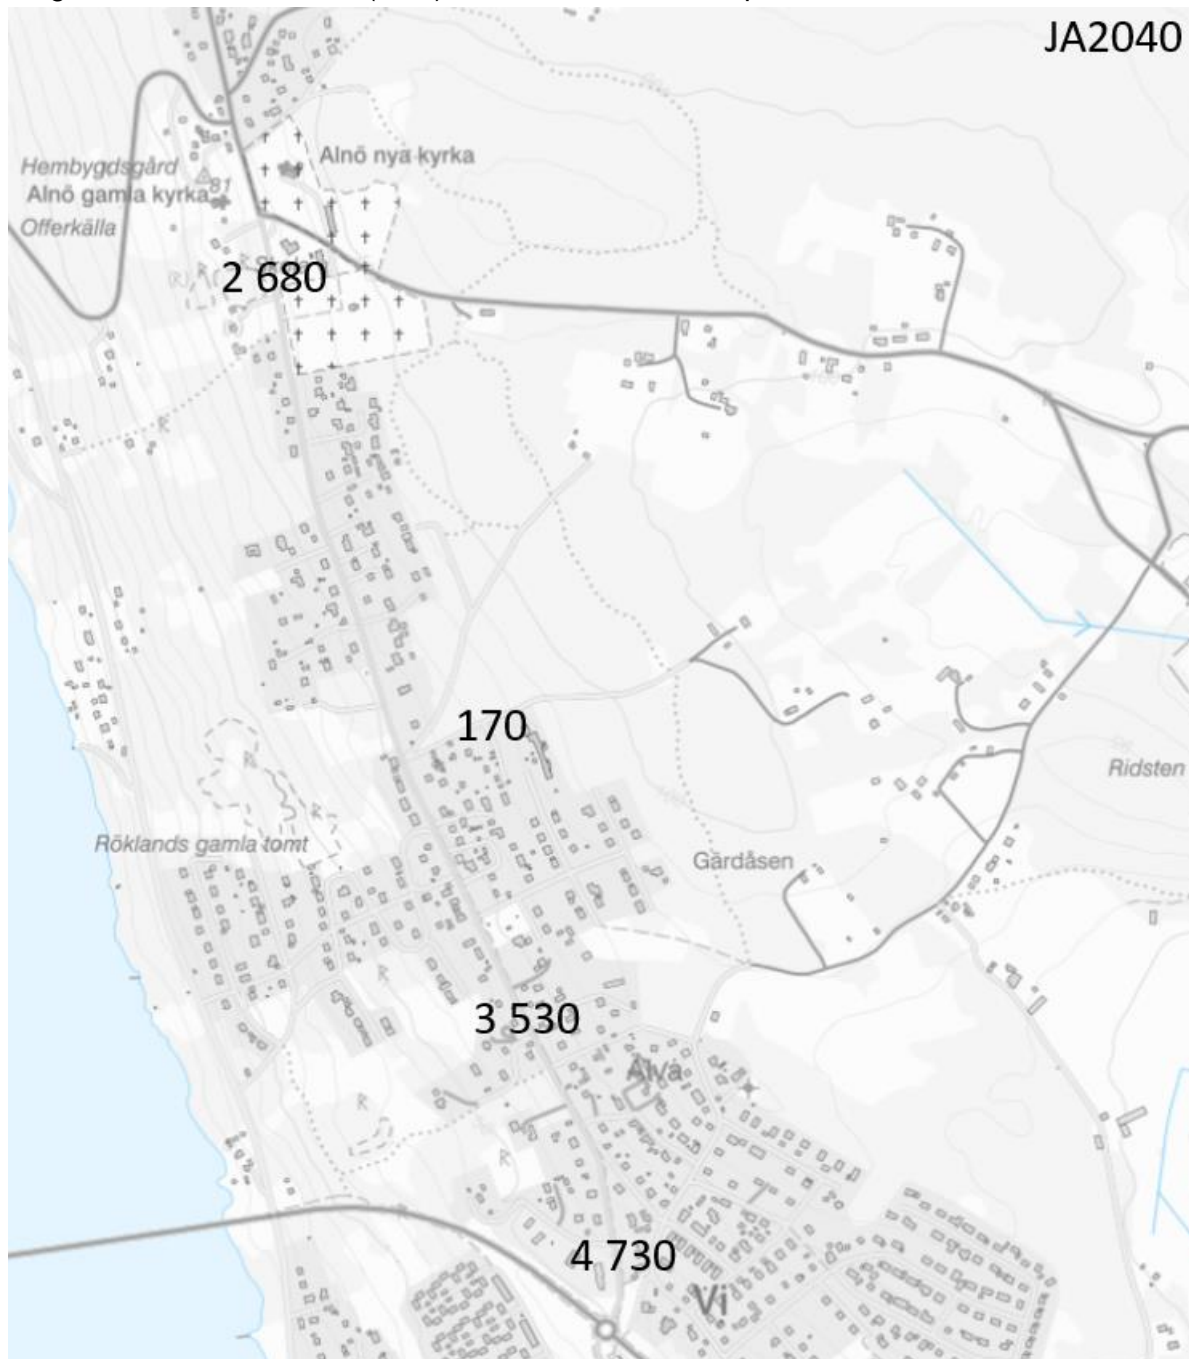 JA2040
Alnö nya kyrka
Hembygdsgård
81
Alnö gamla kyrka
Offerkälla
2 680
170
Ridsten
Röklands gamla tomt
Gärdåsen
3 530
Alva
4 730
Vi